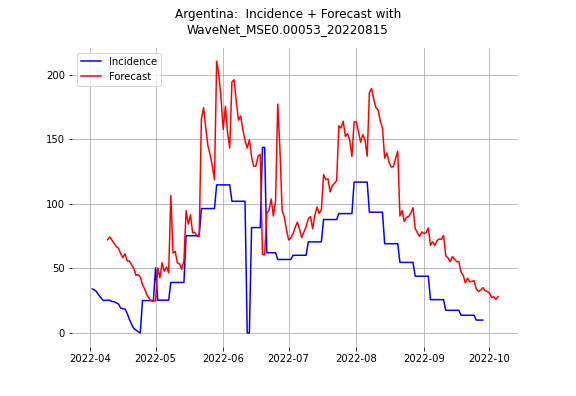 Argentina:  Incidence + Forecast with
WaveNet_MSE0.00053_20220815
Incidence
Forecast
200
150
100
50
0
2022-04 2022-05 2022-06 2022-07 2022-08 2022-09 2022-10